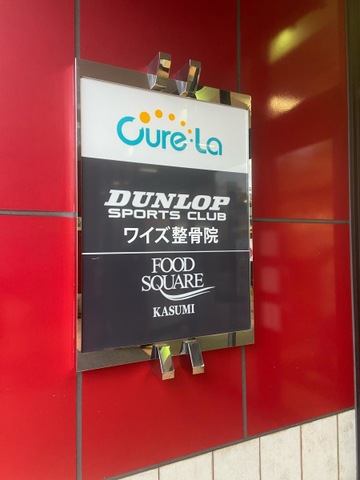 Cure・La
DUNLOP
SPORTS CLUB
ワイズ整骨院
FOOD
SQUARE
KASUMI